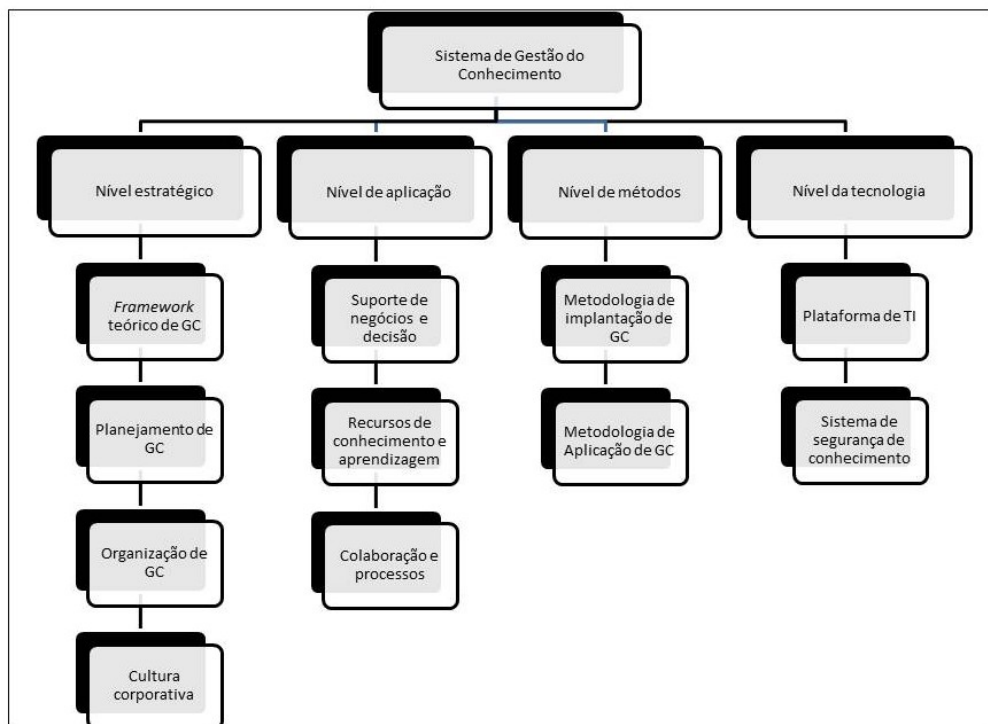 Sistema de Gestão do
Conhecimento
Nível estratégico
Nível de aplicação
Nível de métodos
Nível da tecnologia
Framework
teórico de GC
Suporte de
negócios e
decisão
Metodologia de
implantação de
GC
Plataforma de TI
Planejamento de
GC
Recursos de
conhecimento e
aprendizagem
Metodologia de
Aplicação de GC
Sistema de
segurança de
conhecimento
Organização de
GC
Colaboração e
processos
Cultura
corporativa